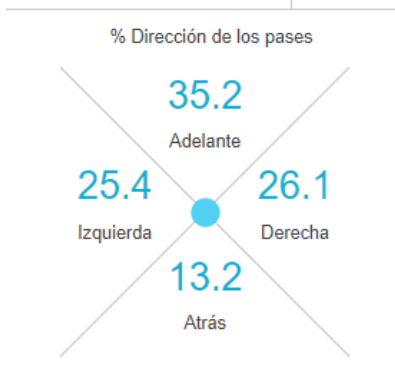 % Dirección de los pases
35.2
Adelante
25.4 26.1
Izquierda Derecha
13.2
Atrás